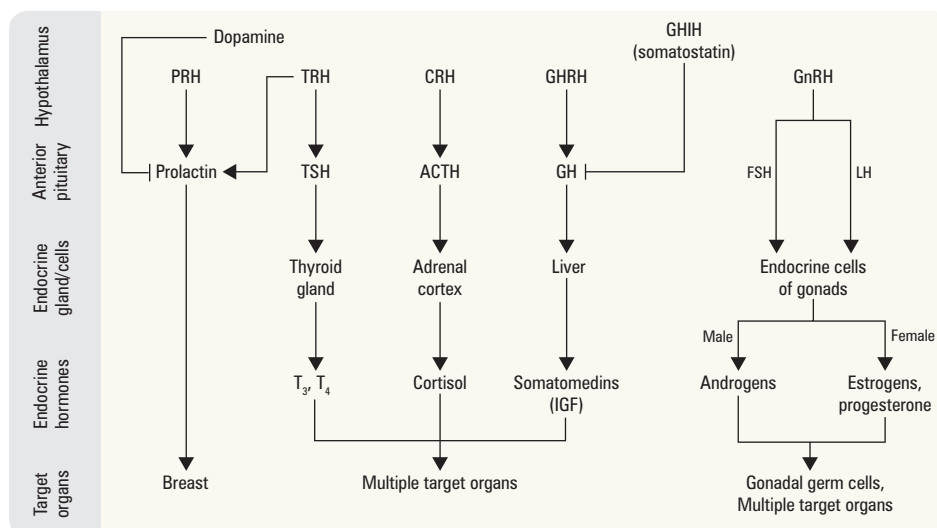 Hypothalamus
Dopamine
GHIH
(somatostatin)
PRH
TRH
CRH
GHRH
GnRH
Anterior
pituitary
Prolactin
TSH
ACTH
GH
FSH
LH
Endocrine
gland/cells
Thyroid
gland
Adrenal
cortex
Liver
Endocrine cells
of gonads
Male
Female
Endocrine
hormones
T3, T4
Cortisol
Somatomedins
(IGF)
Androgens
Estrogens,
progesterone
Target
organs
Breast
Multiple target organs
Gonadal germ cells,
Multiple target organs